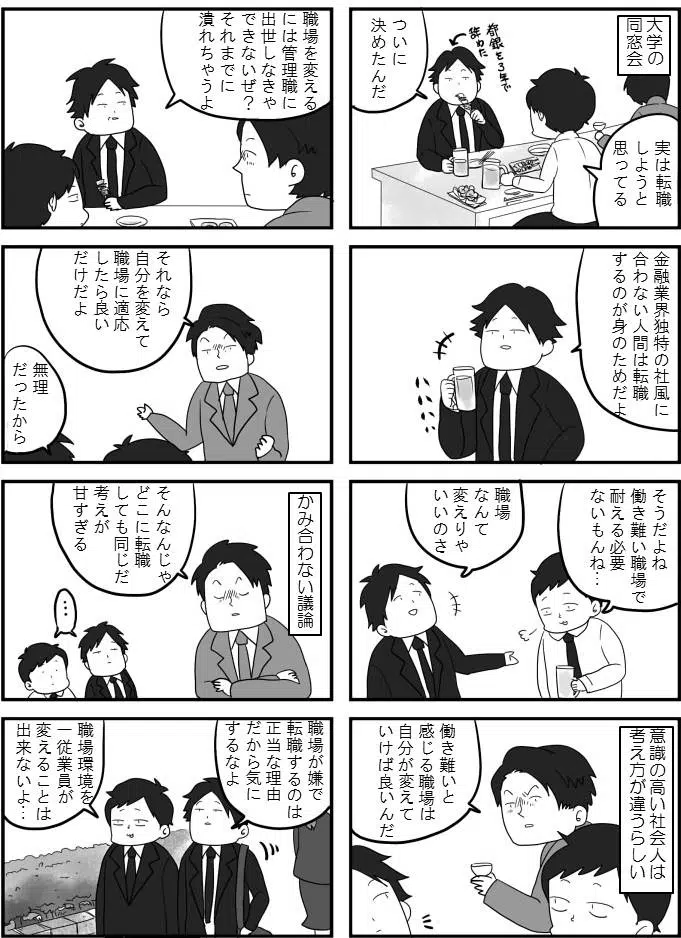 大学の
同窓会
実は転職
しようと
思ってる
都銀を3年で
辞めた
ついに
決めたんだ
金融業界独特の社風に
合わない人間は転職
するのが身のためだよ
そうだよね
働き難い職場で
耐える必要
ないもんね…
職場
なんて
変えりゃ
いいのさ
意識の高い社会人は
考え方が違うらしい
働き難いと
感じる職場は
自分が変えて
いけば良いんだ
職場を変える
には管理職に
出世しなきゃ
できないぜ?
それまでに
潰れちゃうよ
それなら
自分を変えて
職場に適応
したら良い
だけだよ
無理
だったから
かみ合わない議論
そんなんじゃ
どこに転職
しても同じだ
考えが
甘すぎる
…
職場が嫌で
転職するのは
正当な理由
だから気に
するなよ
職場環境を
一従業員が
変えることは
出来ないよ…